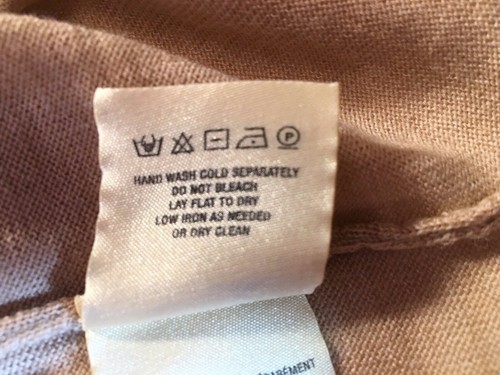 P
HAND WASH COLD SEPARATELY
DO NOT BLEACH
LAY FLAT TO DRY
LOW IRON AS NEEDED
OR DRY CLEAN